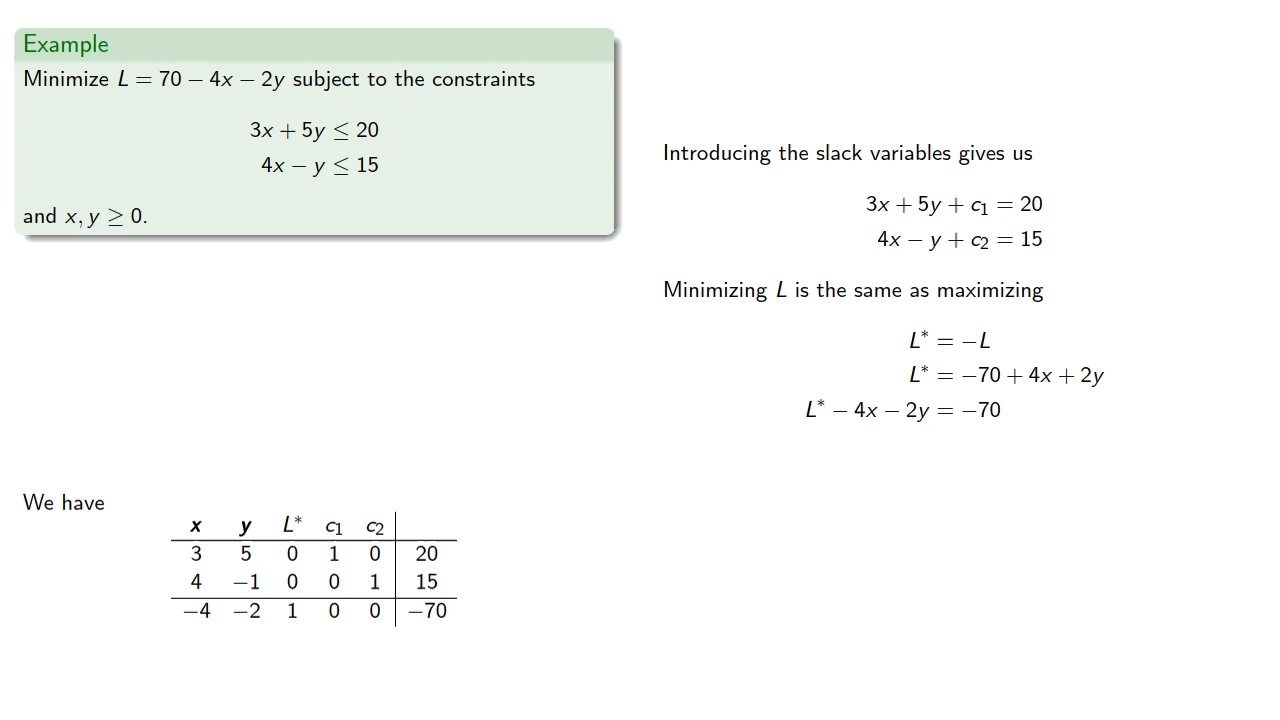 Example
Minimize L = 70 − 4x − 2y subject to the constraints
3x + 5y ≤ 20
4x − y ≤ 15
and x, y ≥ 0.
Introducing the slack variables gives us
3x + 5y + c₁ = 20
4x − y + c₂ = 15
Minimizing L is the same as maximizing
L* = −L
L* = −70 + 4x + 2y
L* − 4x − 2y = −70
We have
x y L* c₁ c₂
3 5 0 1 0 20
4 −1 0 0 1 15
−4 −2 1 0 0 −70